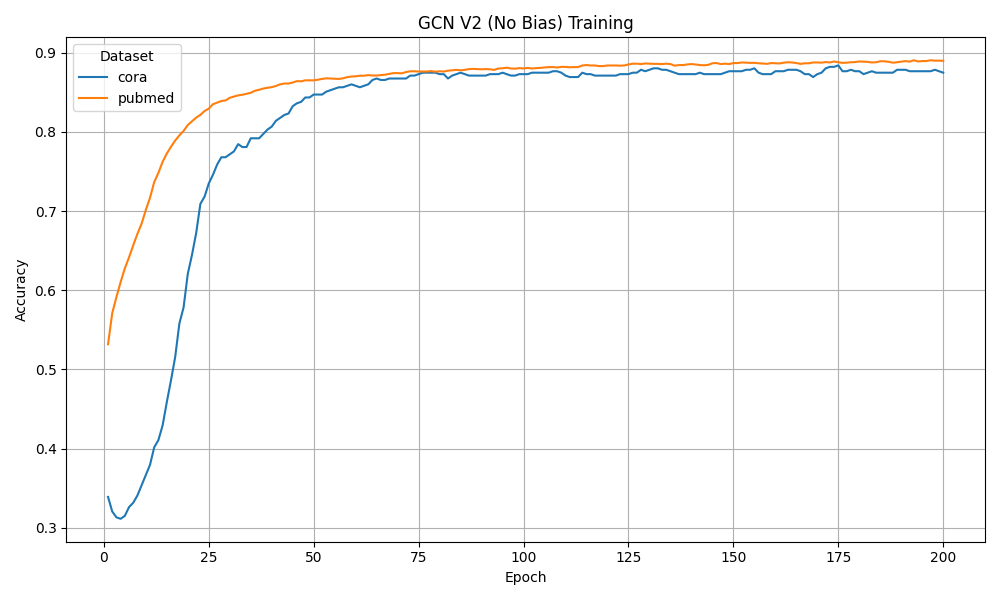 GCN V2 (No Bias) Training
Dataset
cora
pubmed
Accuracy
0.9
0.8
0.7
0.6
0.5
0.4
0.3
0 25 50 75 100 125 150 175 200
Epoch